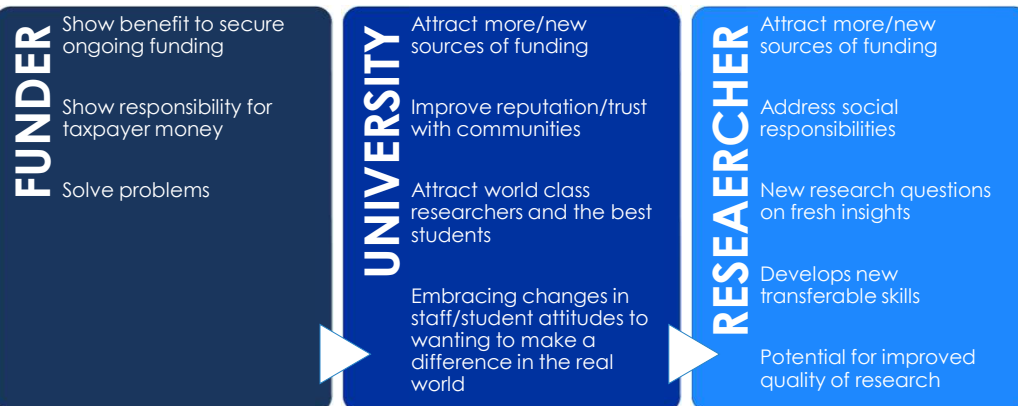 FUNDER
Show benefit to secure
ongoing funding
Show responsibility for
taxpayer money
Solve problems
UNIVERSITY
Attract more/new
sources of funding
Improve reputation/trust
with communities
Attract world class
researchers and the best
students
Embracing changes in
staff/student attitudes to
wanting to make a
difference in the real
world
RESEAERCHER
Attract more/new
sources of funding
Address social
responsibilities
New research questions
on fresh insights
Develops new
transferable skills
Potential for improved
quality of research